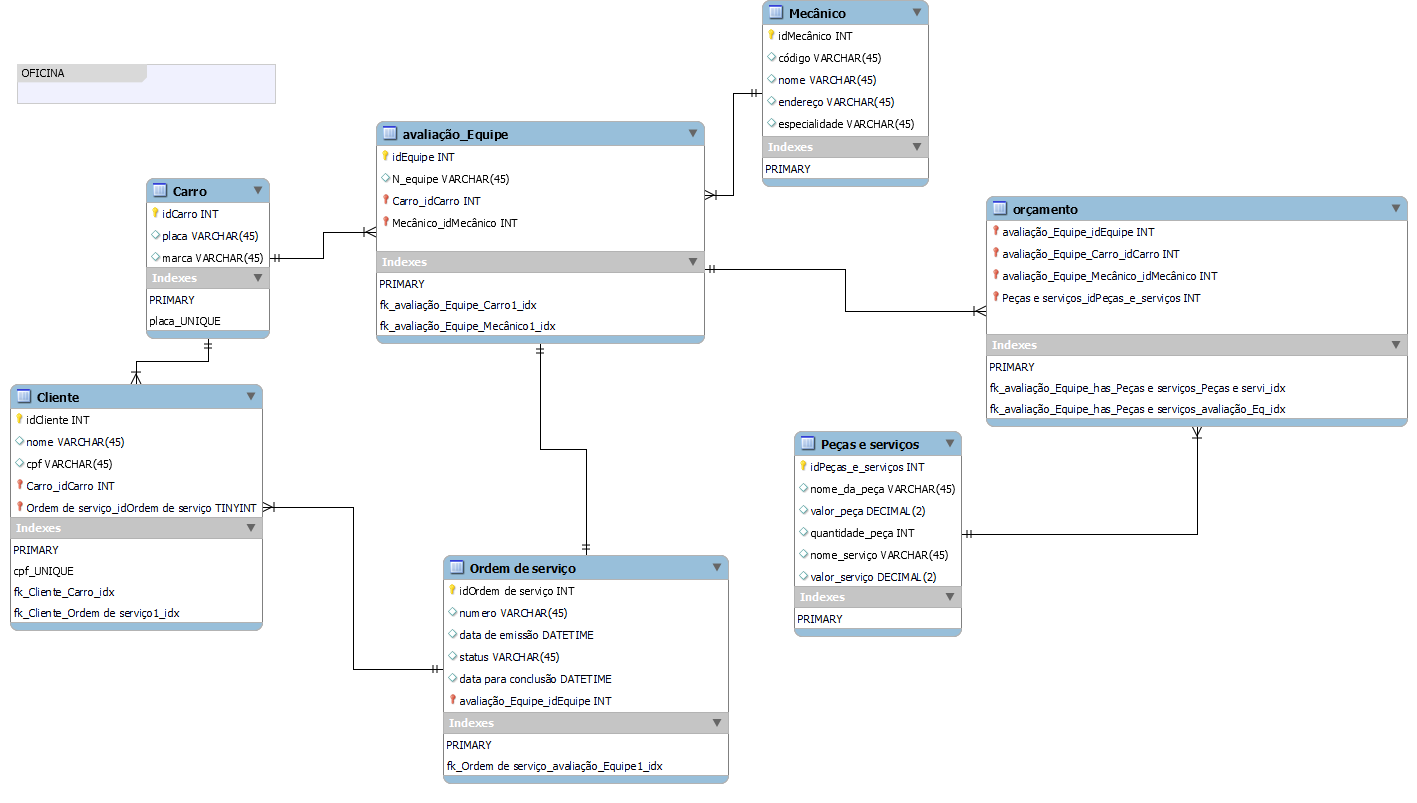 OFICINA
Mecânico
idMecânico INT
código VARCHAR(45)
nome VARCHAR(45)
endereço VARCHAR(45)
especialidade VARCHAR(45)
Indexes
PRIMARY
avaliação_Equipe
idEquipe INT
N_equipe VARCHAR(45)
Carro_idCarro INT
Mecânico_idMecânico INT
Indexes
PRIMARY
fk_avaliação_Equipe_Carro1_idx
fk_avaliação_Equipe_Mecânico1_idx
Carro
idCarro INT
placa VARCHAR(45)
marca VARCHAR(45)
Indexes
PRIMARY
placa_UNIQUE
orçamento
avaliação_Equipe_idEquipe INT
avaliação_Equipe_Carro_idCarro INT
avaliação_Equipe_Mecânico_idMecânico INT
Peças e serviços_idPeças_e_serviços INT
Indexes
PRIMARY
fk_avaliação_Equipe_has_Peças e serviços_Peças e servi_idx
fk_avaliação_Equipe_has_Peças e serviços_avaliação_Eq_idx
Cliente
idCliente INT
nome VARCHAR(45)
cpf VARCHAR(45)
Carro_idCarro INT
Ordem de serviço_idOrdem de serviço TINYINT
Indexes
PRIMARY
cpf_UNIQUE
fk_Cliente_Carro_idx
fk_Cliente_Ordem de serviço1_idx
Peças e serviços
idPeças_e_serviços INT
nome_da_peça VARCHAR(45)
valor_peça DECIMAL(2)
quantidade_peça INT
nome_serviço VARCHAR(45)
valor_serviço DECIMAL(2)
Indexes
PRIMARY
Ordem de serviço
idOrdem de serviço INT
numero VARCHAR(45)
data de emissão DATETIME
status VARCHAR(45)
data para conclusão DATETIME
avaliação_Equipe_idEquipe INT
Indexes
PRIMARY
fk_Ordem de serviço_avaliação_Equipe1_idx